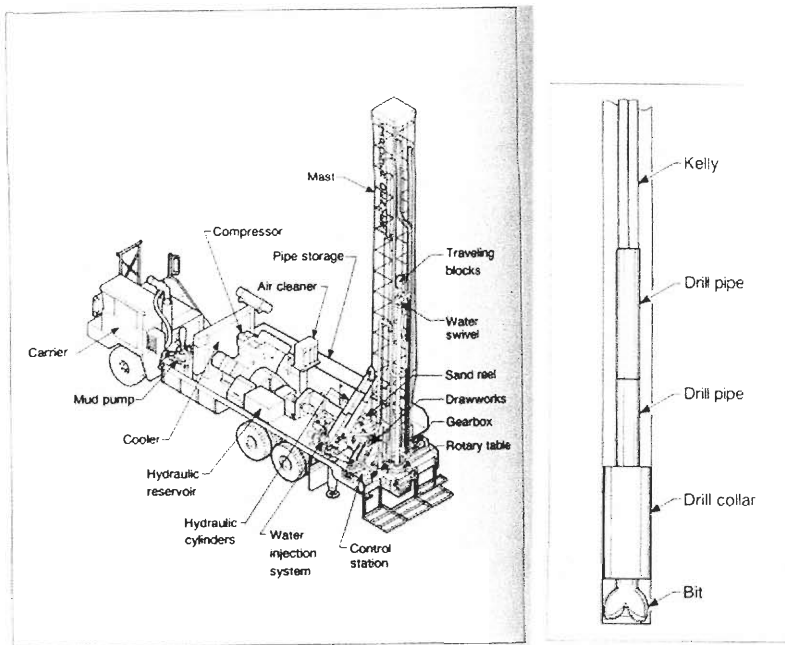 Mast
Compressor
Pipe storage
Air cleaner
Traveling
blocks
Water
swivel
Carrier
Mud pump
Cooler
Sand reel
Drawworks
Gearbox
Rotary table
Hydraulic
reservoir
Hydraulic
cylinders
Water
injection
system
Control
station
Kelly
Drill pipe
Drill pipe
Drill collar
Bit